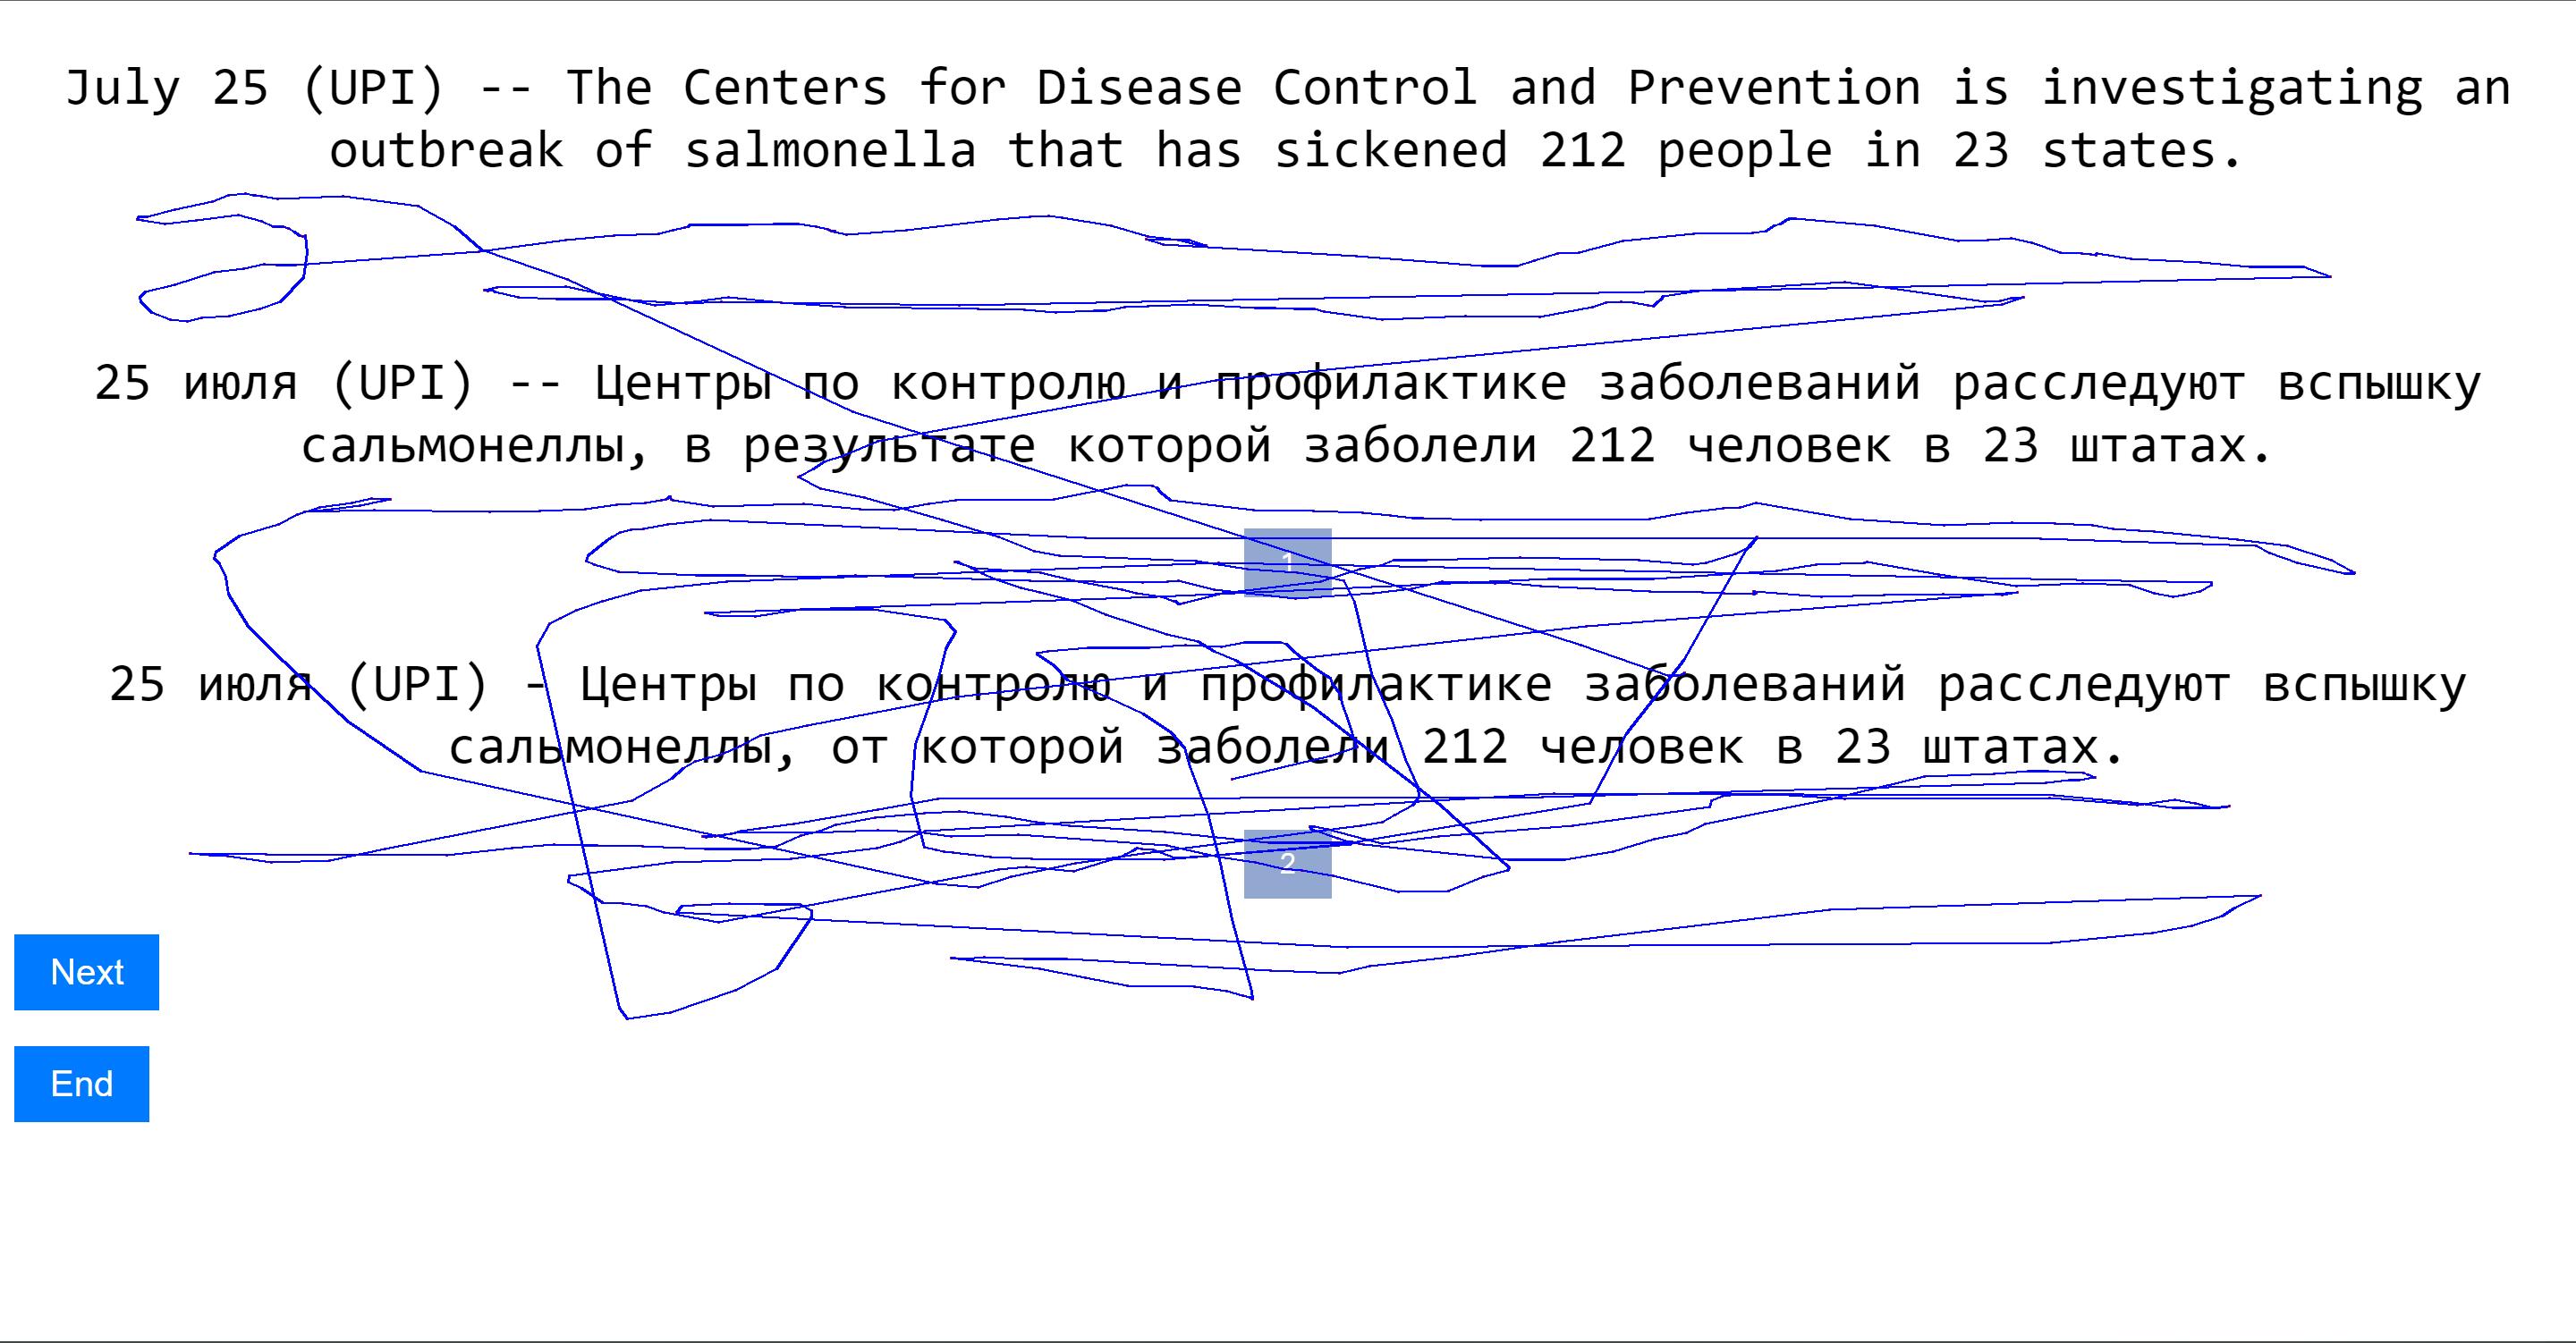 July 25 (UPI) -- The Centers for Disease Control and Prevention is investigating an
outbreak of salmonella that has sickened 212 people in 23 states.
25 июля (UPI) -- Центры по контролю и профилактике заболеваний расследуют вспышку
сальмонеллы, в результате которой заболели 212 человек в 23 штатах.
1
25 июля (UPI) - Центры по контролю и профилактике заболеваний расследуют вспышку
сальмонеллы, от которой заболели 212 человек в 23 штатах.
2
Next
End